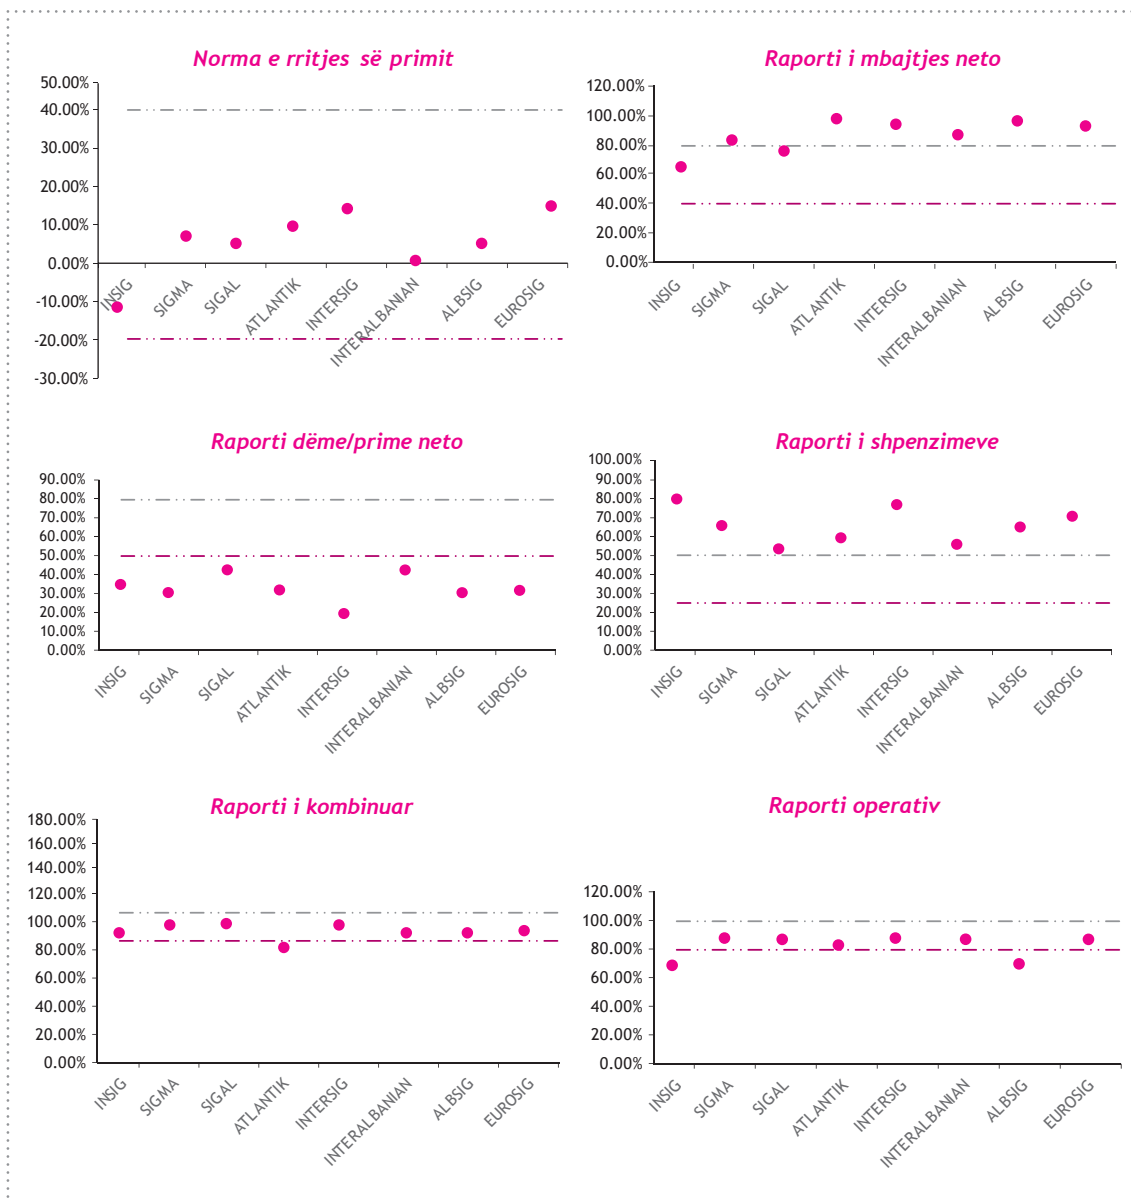 Norma e rritjes së primit
50.00%
40.00%
30.00%
20.00%
10.00%
0.00%
-10.00%
-20.00%
-30.00%
INSIG
SIGMA
SIGAL
ATLANTIK
INTERSIG
INTERALBANIAN
ALBSIG
EUROSIG
Raporti i mbajtjes neto
120.00%
100.00%
80.00%
60.00%
40.00%
20.00%
0.00%
INSIG
SIGMA
SIGAL
ATLANTIK
INTERSIG
INTERALBANIAN
ALBSIG
EUROSIG
Raporti dëme/prime neto
90.00%
80.00%
70.00%
60.00%
50.00%
40.00%
30.00%
20.00%
10.00%
0.00%
INSIG
SIGMA
SIGAL
ATLANTIK
INTERSIG
INTERALBANIAN
ALBSIG
EUROSIG
Raporti i shpenzimeve
100.00%
90.00%
80.00%
70.00%
60.00%
50.00%
40.00%
30.00%
20.00%
10.00%
0.00%
INSIG
SIGMA
SIGAL
ATLANTIK
INTERSIG
INTERALBANIAN
ALBSIG
EUROSIG
Raporti i kombinuar
180.00%
160.00%
140.00%
120.00%
100.00%
80.00%
60.00%
40.00%
20.00%
0.00%
INSIG
SIGMA
SIGAL
ATLANTIK
INTERSIG
INTERALBANIAN
ALBSIG
EUROSIG
Raporti operativ
120.00%
100.00%
80.00%
60.00%
40.00%
20.00%
0.00%
INSIG
SIGMA
SIGAL
ATLANTIK
INTERSIG
INTERALBANIAN
ALBSIG
EUROSIG